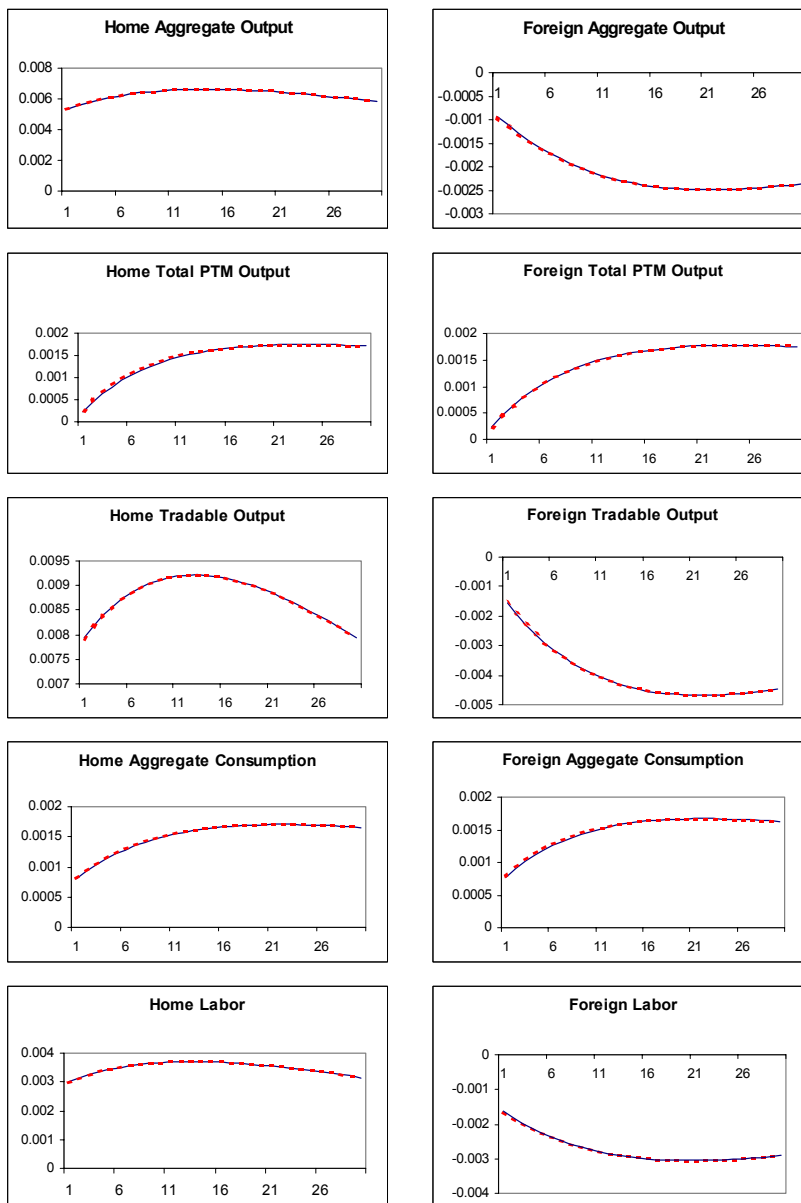 Home Aggregate Output
0.008
0.006
0.004
0.002
0
1 6 11 16 21 26
Foreign Aggregate Output
0
-0.0005
-0.001
-0.0015
-0.002
-0.0025
-0.003
1 6 11 16 21 26
Home Total PTM Output
0.002
0.0015
0.001
0.0005
0
1 6 11 16 21 26
Foreign Total PTM Output
0.002
0.0015
0.001
0.0005
0
1 6 11 16 21 26
Home Tradable Output
0.0095
0.009
0.0085
0.008
0.0075
0.007
1 6 11 16 21 26
Foreign Tradable Output
0
-0.001
-0.002
-0.003
-0.004
-0.005
1 6 11 16 21 26
Home Aggregate Consumption
0.002
0.0015
0.001
0.0005
0
1 6 11 16 21 26
Foreign Aggegate Consumption
0.002
0.0015
0.001
0.0005
0
1 6 11 16 21 26
Home Labor
0.004
0.003
0.002
0.001
0
1 6 11 16 21 26
Foreign Labor
0
-0.001
-0.002
-0.003
-0.004
1 6 11 16 21 26